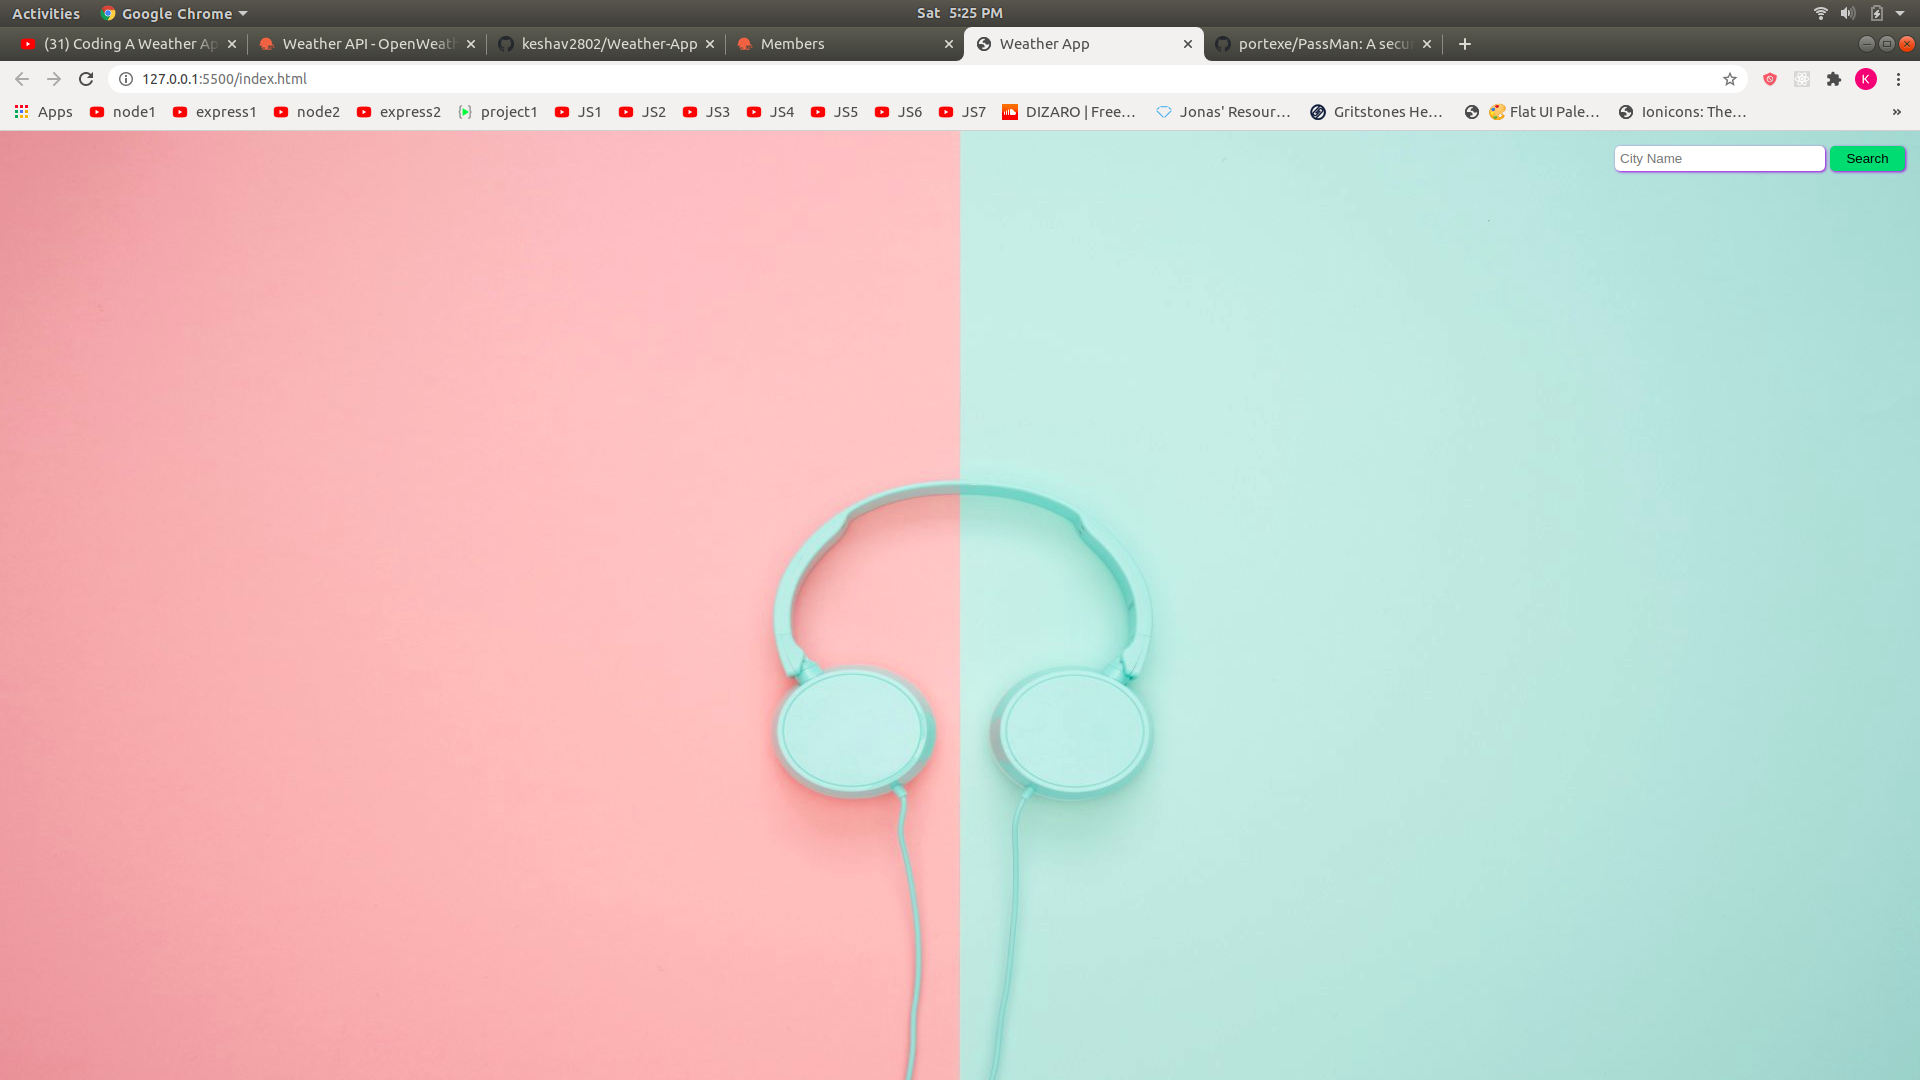 Activities Google Chrome Sat 5:25 PM
(31) Coding A Weather Ap Weather API - OpenWeath keshav2802/Weather-App Members Weather App portexe/PassMan: A secu
127.0.0.1:5500/index.html K
Apps node1 express1 node2 express2 project1 JS1 JS2 JS3 JS4 JS5 JS6 JS7 DIZARO | Free... Jonas' Resour... Gritstones He... Flat UI Pale... Ionicons: The... »
City Name Search